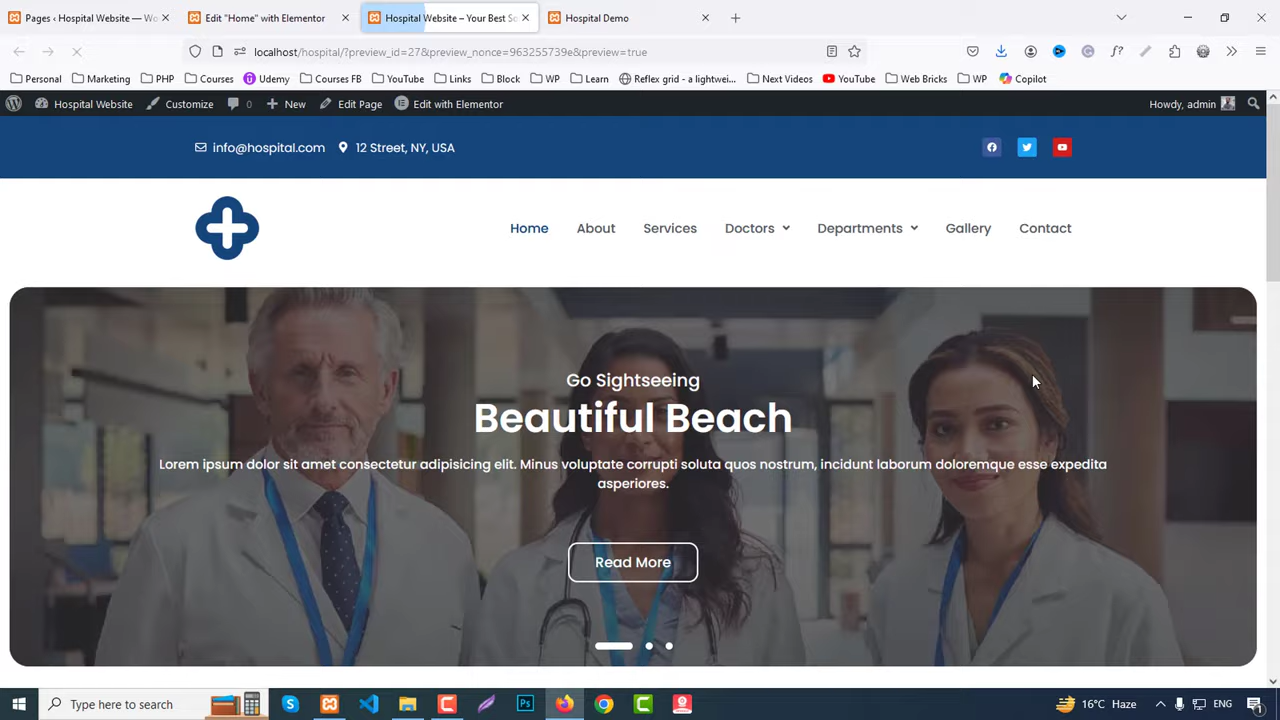 Pages ‹ Hospital Website — Wo
Edit "Home" with Elementor
Hospital Website – Your Best So
Hospital Demo
localhost/hospital/?preview_id=27&preview_nonce=963255739e&preview=true
Personal
Marketing
PHP
Courses
Udemy
Courses FB
YouTube
Links
Block
WP
Learn
Reflex grid - a lightwei...
Next Videos
YouTube
Web Bricks
WP
Copilot
Hospital Website
Customize
0
New
Edit Page
Edit with Elementor
Howdy, admin
info@hospital.com
12 Street, NY, USA
Home
About
Services
Doctors
Departments
Gallery
Contact
Go Sightseeing
Beautiful Beach
Lorem ipsum dolor sit amet consectetur adipisicing elit. Minus voluptate corrupti soluta quos nostrum, incidunt laborum doloremque esse expedita
asperiores.
Read More
Type here to search
Ps
16°C Haze
ENG
1